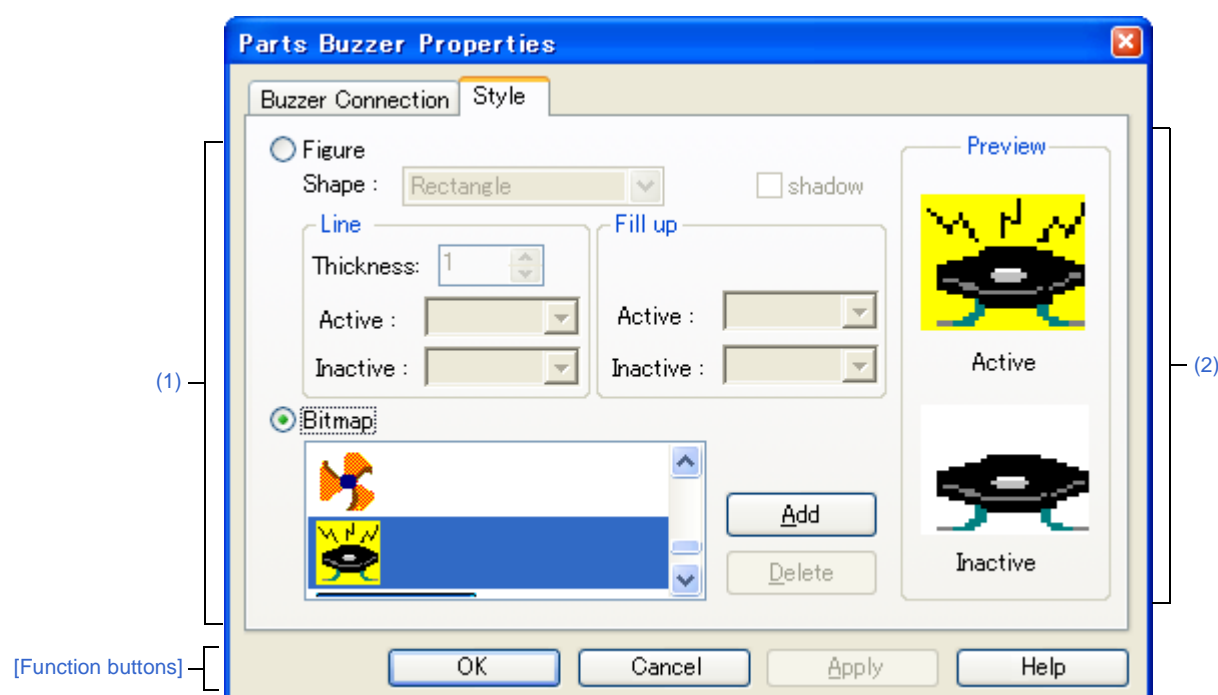 Parts Buzzer Properties
Buzzer Connection
Style
Figure
Shape :
Rectangle
shadow
Line
Thickness:
1
Active :
Inactive :
Fill up
Active :
Inactive :
Bitmap
Add
Delete
Preview
Active
Inactive
(1)
(2)
[Function buttons]
OK
Cancel
Apply
Help